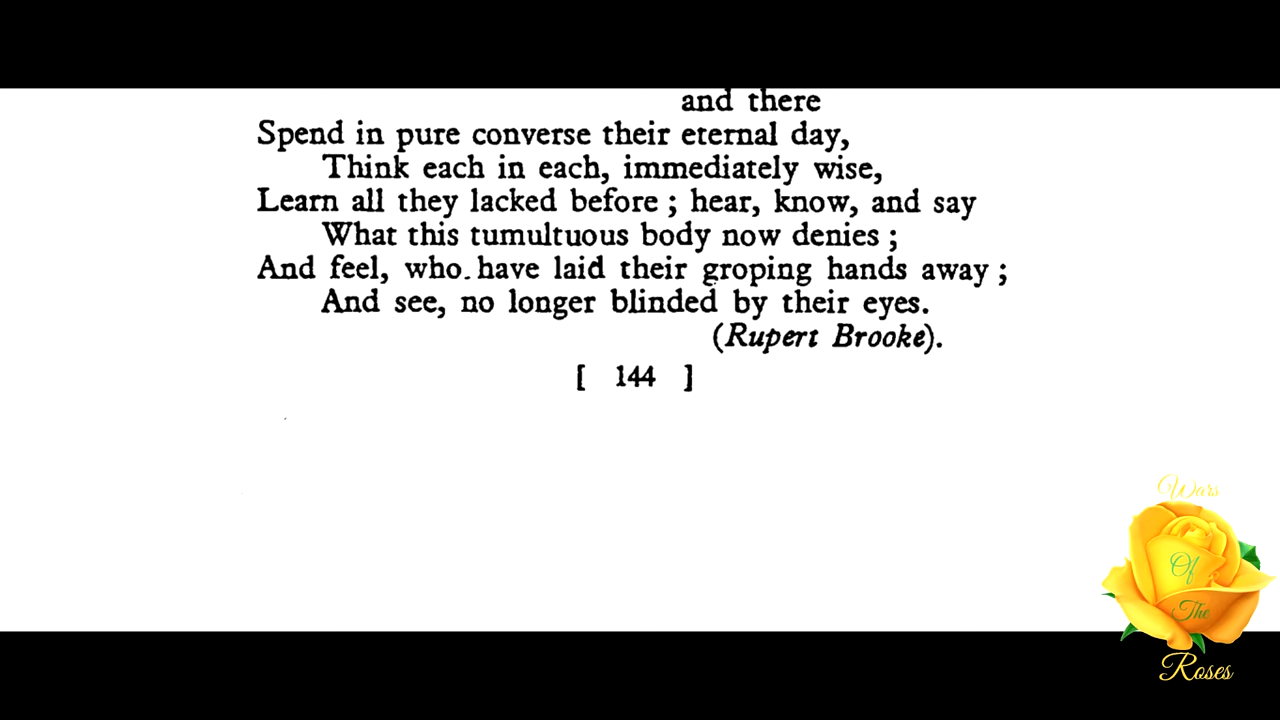 and there
Spend in pure converse their eternal day,
Think each in each, immediately wise,
Learn all they lacked before ; hear, know, and say
What this tumultuous body now denies ;
And feel, who have laid their groping hands away ;
And see, no longer blinded by their eyes.
(Rupert Brooke).
[ 144 ]
Wars
Of
The
Roses